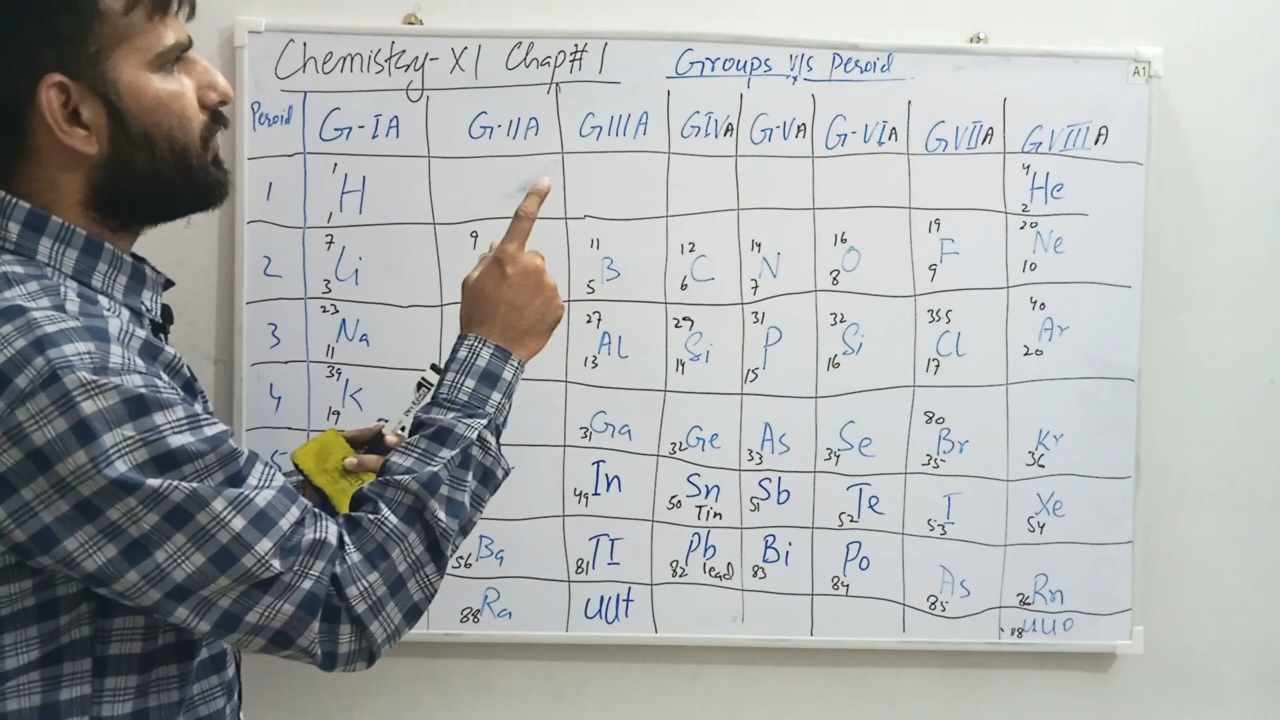 Chemistry-XI Chap# 1 Groups v/s Peroid
A1
Peroid G-IA G-IIA GIIIA GIVA G-VA G-VIA GVIIA GVIIIA
1 1 H 1 4 He 2
2 7 Li 3 9 11 B 5 12 C 6 14 N 7 16 O 8 19 F 9 20 Ne 10
3 23 Na 11 27 AL 13 29 Si 14 31 P 15 32 Si 16 35.5 Cl 17 40 Ar 20
4 39 K 19 31 Ga 32 Ge 33 As 34 Se 80 Br 35 Kr 36
5 49 In 50 Sn 51 Sb 52 Te 53 I Xe 54
Tin
56 Ba 81 TI 82 Pb 83 Bi 84 Po 85 As 86 Rn
lead
88 Ra uut 118 uuo